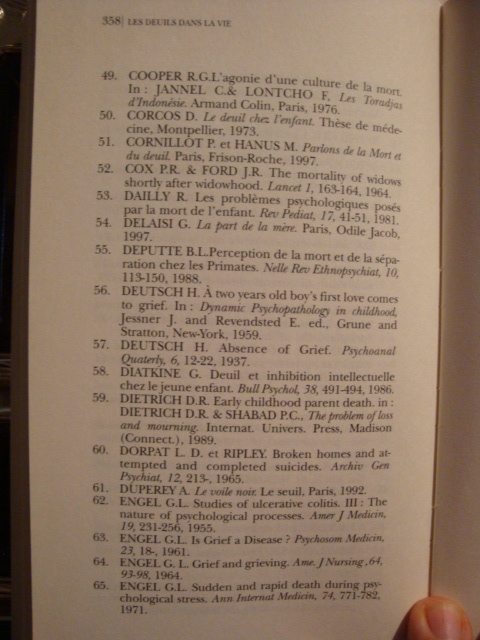 358| LES DEUILS DANS LA VIE
49. COOPER R.G.L'agonie d'une culture de la mort.
In : JANNEL C.& LONTCHO F, Les Toradjas
d'Indonésie. Armand Colin, Paris, 1976.
50. CORCOS D. Le deuil chez l'enfant. Thèse de méde-
cine, Montpellier, 1973.
51. CORNILLOT P. et HANUS M. Parlons de la Mort et
du deuil. Paris, Frison-Roche, 1997.
52. COX P.R. & FORD J.R. The mortality of widows
shortly after widowhood. Lancet 1, 163-164, 1964.
53. DAILLY R. Les problèmes psychologiques posés
par la mort de l'enfant. Rev Pediat, 17, 41-51, 1981.
54. DELAISI G. La part de la mère. Paris, Odile Jacob,
1997.
55. DEPUTTE B.L.Perception de la mort et de la sépa-
ration chez les Primates. Nelle Rev Ethnopsychiat, 10,
113-150, 1988.
56. DEUTSCH H. À two years old boy's first love comes
to grief. In : Dynamic Psychopathology in childhood,
Jessner J. and Revendsted E. ed., Grune and
Stratton, New-York, 1959.
57. DEUTSCH H. Absence of Grief. Psychoanal
Quaterly, 6, 12-22, 1937.
58. DIATKINE G. Deuil et inhibition intellectuelle
chez le jeune enfant. Bull Psychol, 38, 491-494, 1986.
59. DIETRICH D.R. Early childhood parent death. in :
DIETRICH D.R. & SHABAD P.C., The problem of loss
and mourning. Internat. Univers. Press, Madison
(Connect.), 1989.
60. DORPAT L. D. et RIPLEY. Broken homes and at-
tempted and completed suicides. Archiv Gen
Psychiat, 12, 213-, 1965.
61. DUPEREY A. Le voile noir. Le seuil, Paris, 1992.
62. ENGEL G.L. Studies of ulcerative colitis. III : The
nature of psychological processes. Amer J Medicin,
19, 231-256, 1955.
63. ENGEL G.L. Is Grief a Disease ? Psychosom Medicin,
23, 18-, 1961.
64. ENGEL G. L. Grief and grieving. Ame. J Nursing ,64,
93-98, 1964.
65. ENGEL G.L. Sudden and rapid death during psy-
chological stress. Ann Internat Medicin, 74, 771-782,
1971.